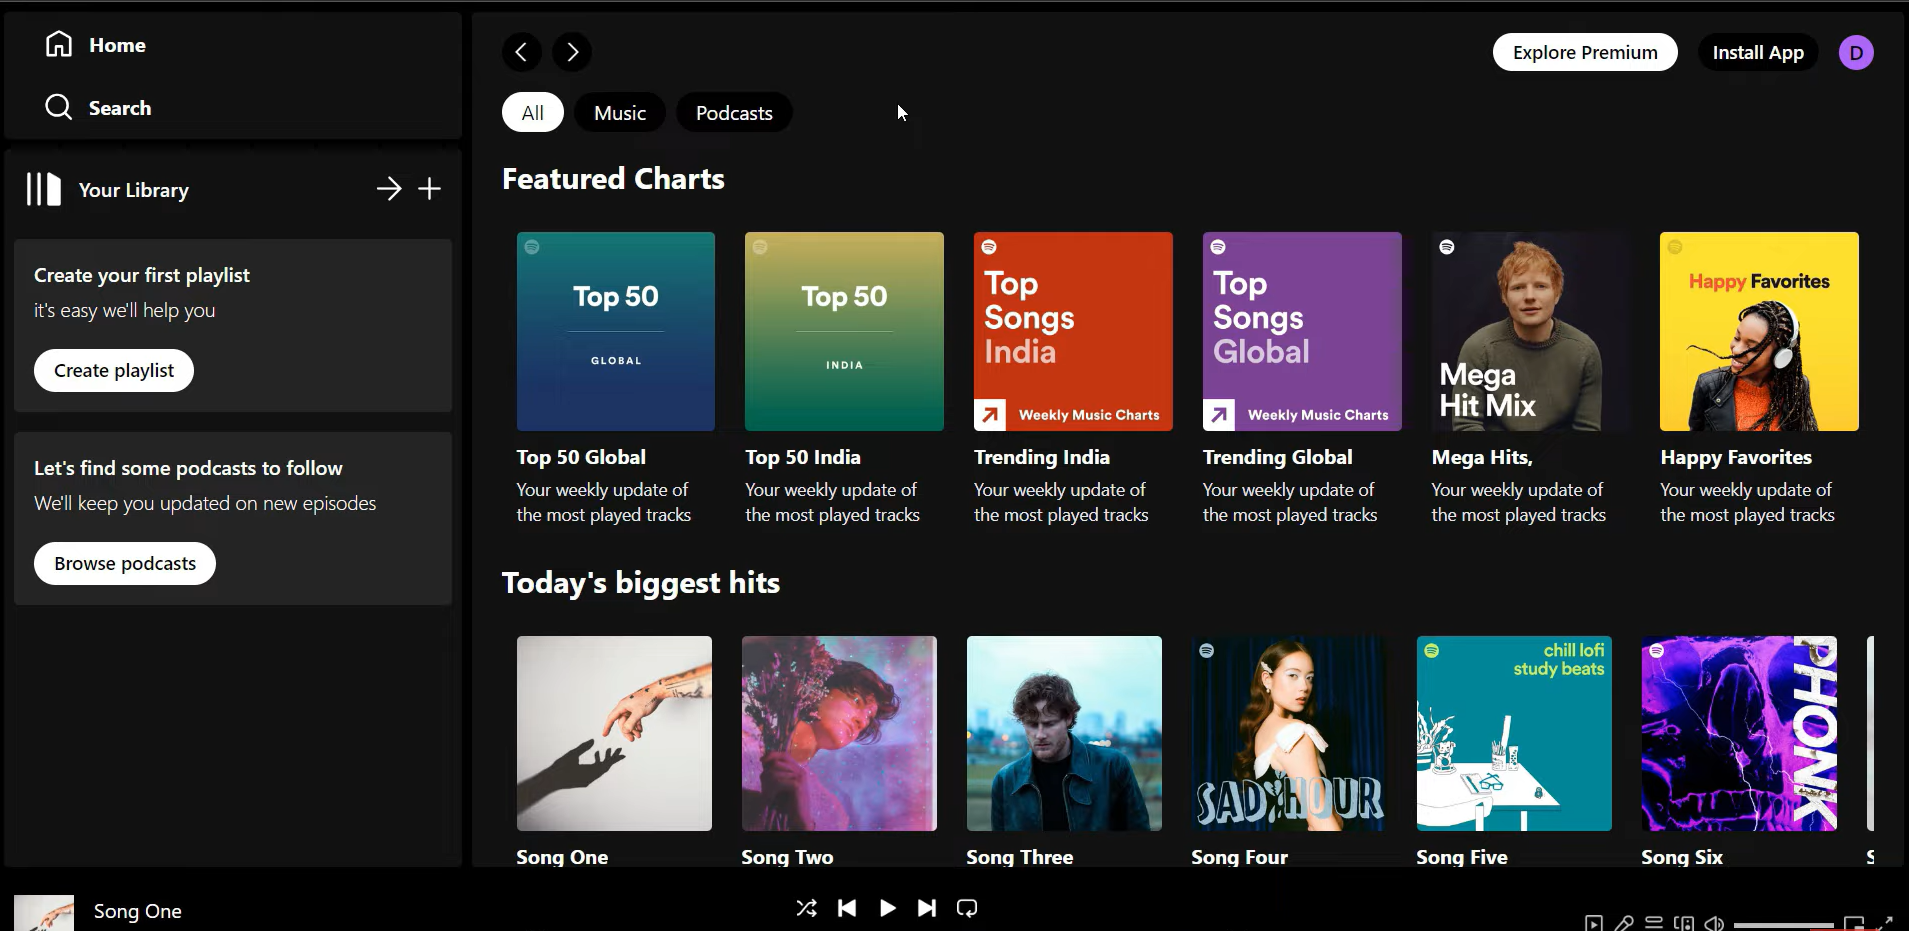 Home
Search
Your Library
Create your first playlist
it's easy we'll help you
Create playlist
Let's find some podcasts to follow
We'll keep you updated on new episodes
Browse podcasts
Explore Premium
Install App
D
All
Music
Podcasts
Featured Charts
Top 50
GLOBAL
Top 50 Global
Your weekly update of
the most played tracks
Top 50
INDIA
Top 50 India
Your weekly update of
the most played tracks
Top
Songs
India
Weekly Music Charts
Trending India
Your weekly update of
the most played tracks
Top
Songs
Global
Weekly Music Charts
Trending Global
Your weekly update of
the most played tracks
Mega
Hit Mix
Mega Hits,
Your weekly update of
the most played tracks
Happy Favorites
Happy Favorites
Your weekly update of
the most played tracks
Today's biggest hits
Song One
Song Two
Song Three
SAD HOUR
Song Four
chill lofi
study beats
Song Five
PHONK
Song Six
Song One